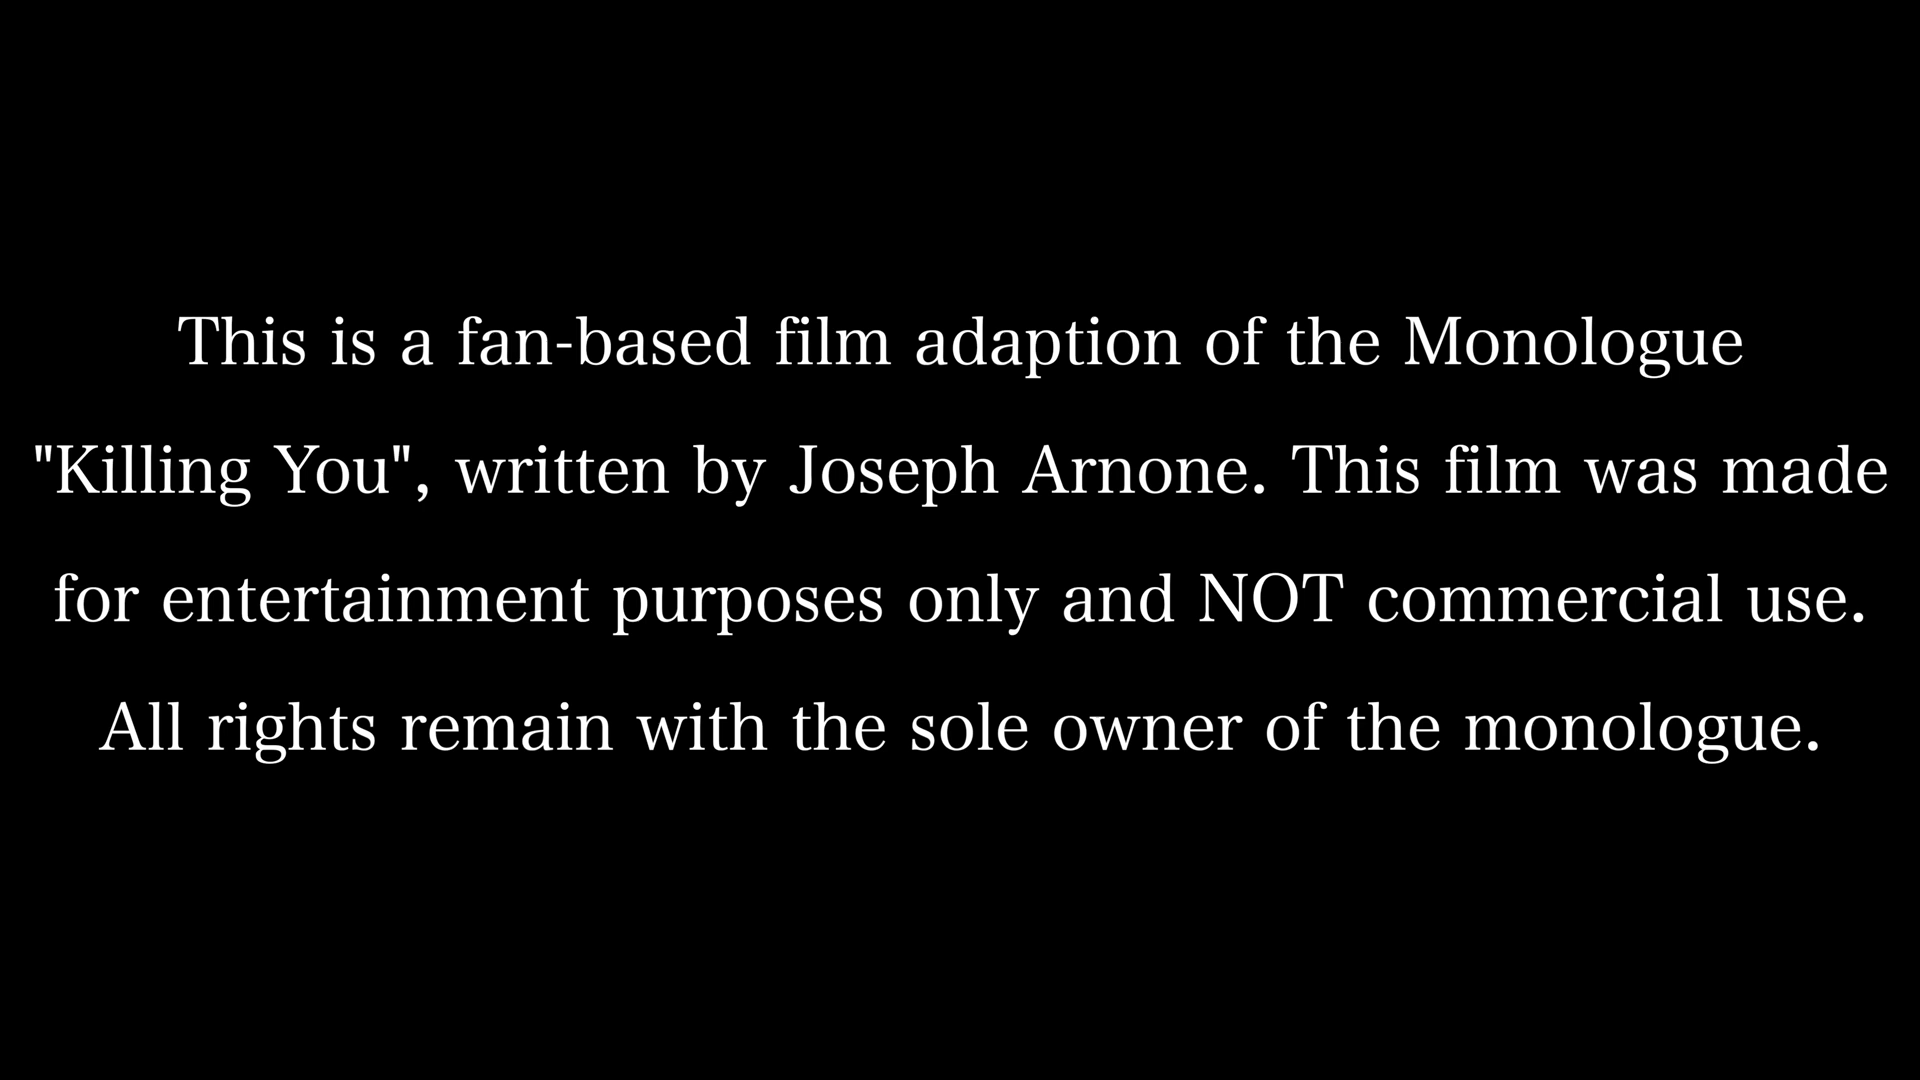 This is a fan-based film adaption of the Monologue
"Killing You", written by Joseph Arnone. This film was made
for entertainment purposes only and NOT commercial use.
All rights remain with the sole owner of the monologue.